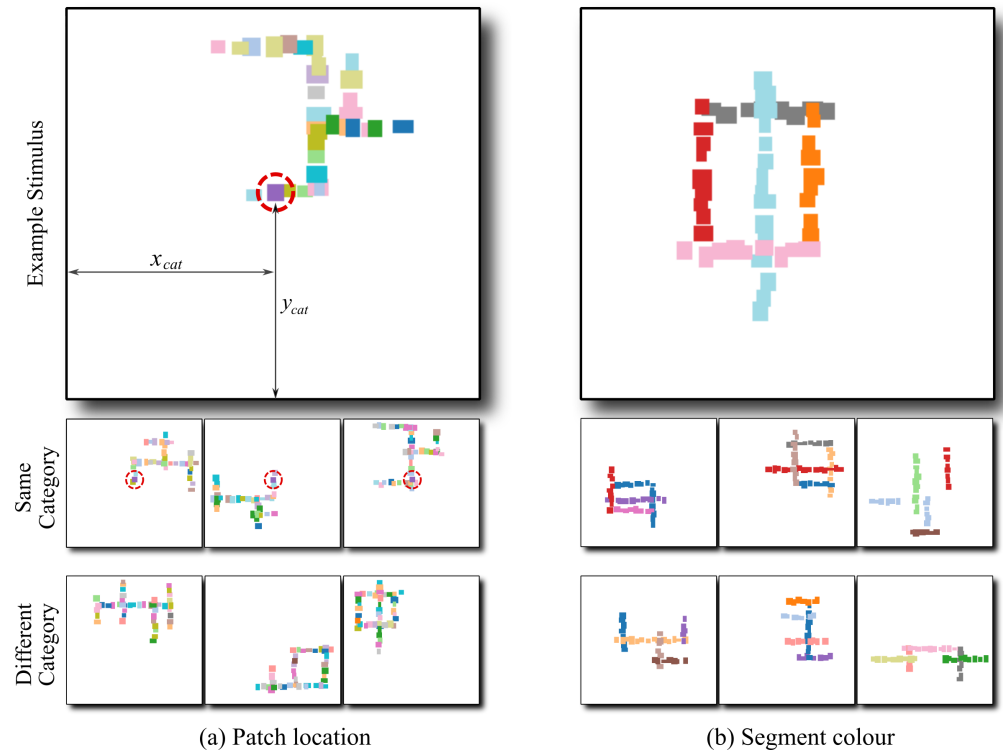 Example Stimulus
x_cat
y_cat
Same
Category
Different
Category
(a) Patch location
(b) Segment colour